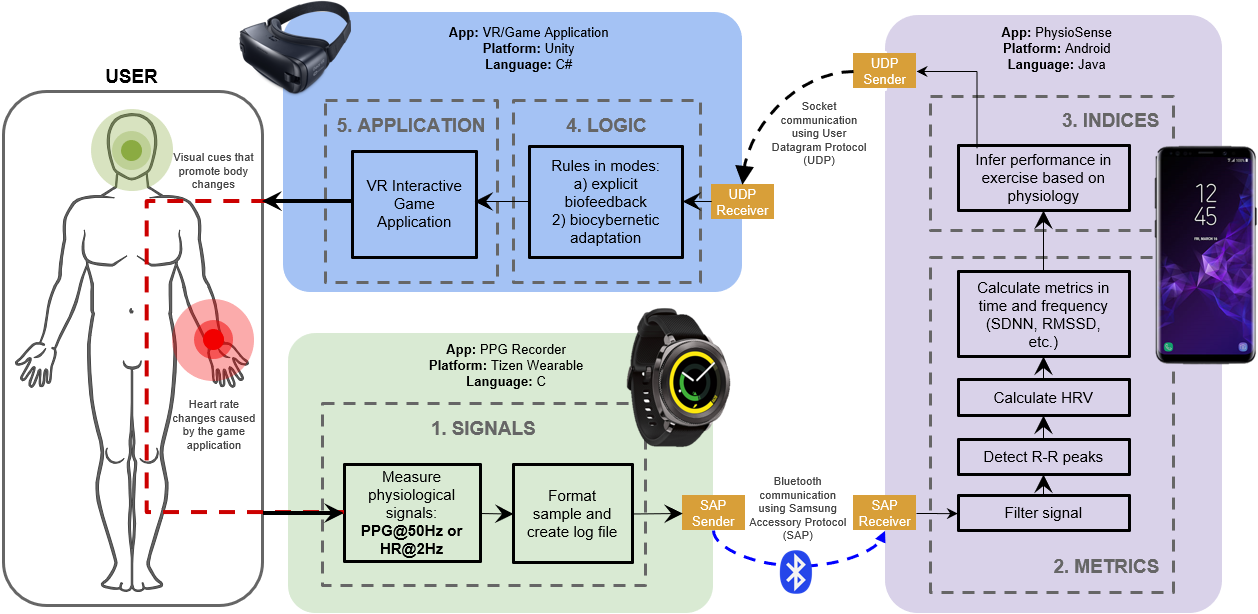 USER
Visual cues that
promote body
changes
Heart rate
changes caused
by the game
application
App: VR/Game Application
Platform: Unity
Language: C#
5. APPLICATION
VR Interactive
Game
Application
4. LOGIC
Rules in modes:
a) explicit
biofeedback
2) biocybernetic
adaptation
UDP
Receiver
Socket
communication
using User
Datagram Protocol
(UDP)
UDP
Sender
App: PhysioSense
Platform: Android
Language: Java
3. INDICES
Infer performance in
exercise based on
physiology
Calculate metrics in
time and frequency
(SDNN, RMSSD,
etc.)
Calculate HRV
Detect R-R peaks
Filter signal
2. METRICS
12
45
App: PPG Recorder
Platform: Tizen Wearable
Language: C
1. SIGNALS
Measure
physiological
signals:
PPG@50Hz or
HR@2Hz
Format
sample and
create log file
SAP
Sender
Bluetooth
communication
using Samsung
Accessory Protocol
(SAP)
SAP
Receiver